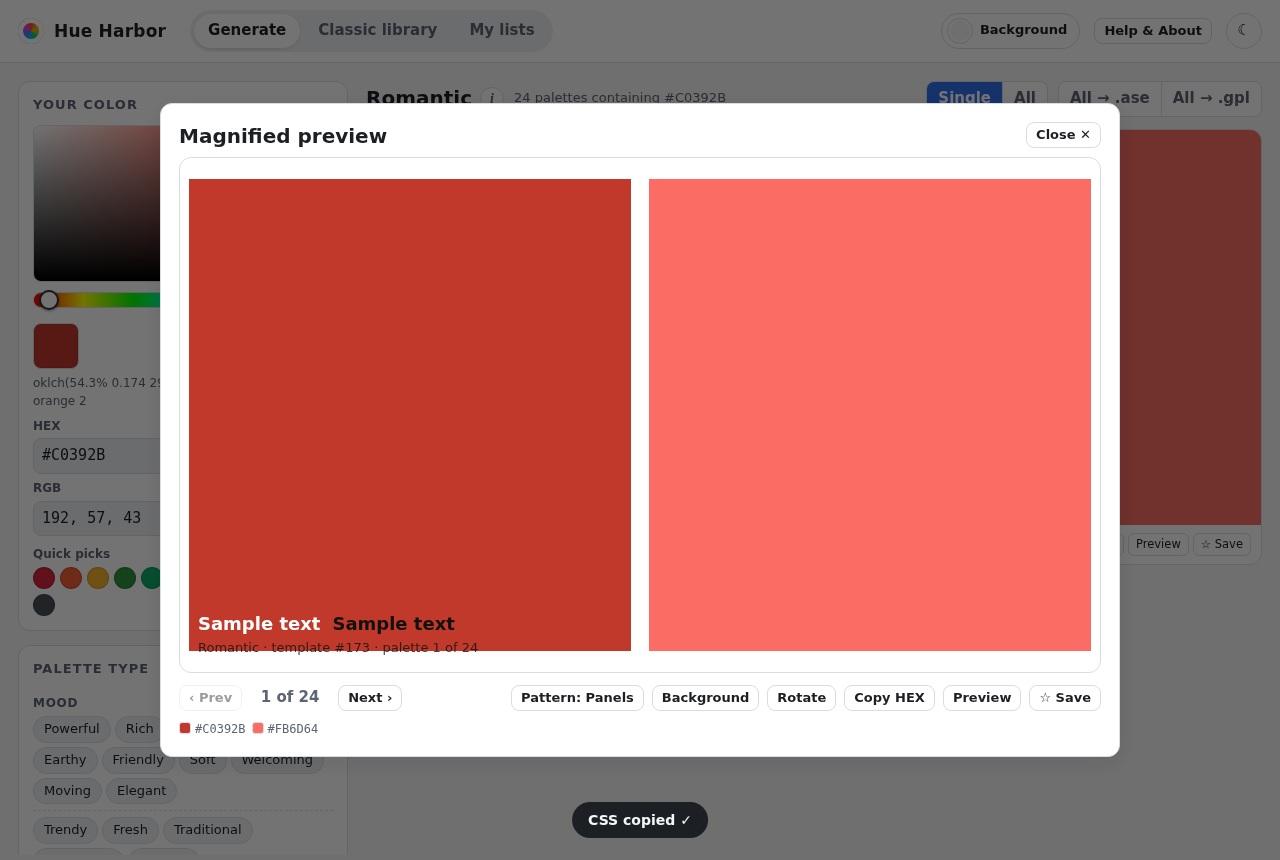 Hue Harbor
Generate
Classic library
My lists
Background
Help & About
YOUR COLOR
Romantic
i
24 palettes containing #C0392B
Single
All
All → .ase
All → .gpl
Magnified preview
Close ✕
oklch(54.3% 0.174 29
orange 2
HEX
#C0392B
RGB
192, 57, 43
Quick picks
Sample text Sample text
Romantic · template #173 · palette 1 of 24
Preview
☆ Save
‹ Prev
1 of 24
Next ›
Pattern: Panels
Background
Rotate
Copy HEX
Preview
☆ Save
#C0392B
#FB6D64
PALETTE TYPE
MOOD
Powerful
Rich
Earthy
Friendly
Soft
Welcoming
Moving
Elegant
Trendy
Fresh
Traditional
CSS copied ✓